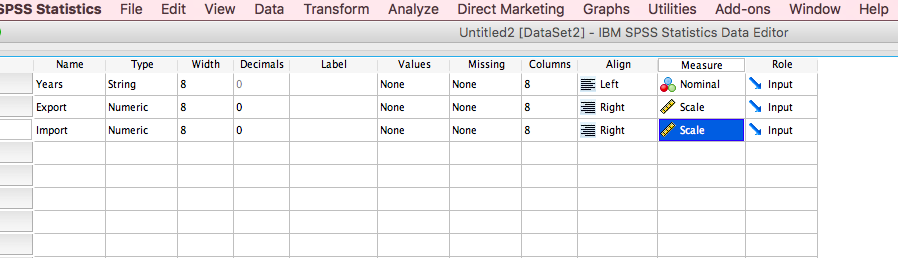 SPSS Statistics File Edit View Data Transform Analyze Direct Marketing Graphs Utilities Add-ons Window Help
Untitled2 [DataSet2] - IBM SPSS Statistics Data Editor
Name Type Width Decimals Label Values Missing Columns Align Measure Role
Years String 8 0 None None 8 Left Nominal Input
Export Numeric 8 0 None None 8 Right Scale Input
Import Numeric 8 0 None None 8 Right Scale Input